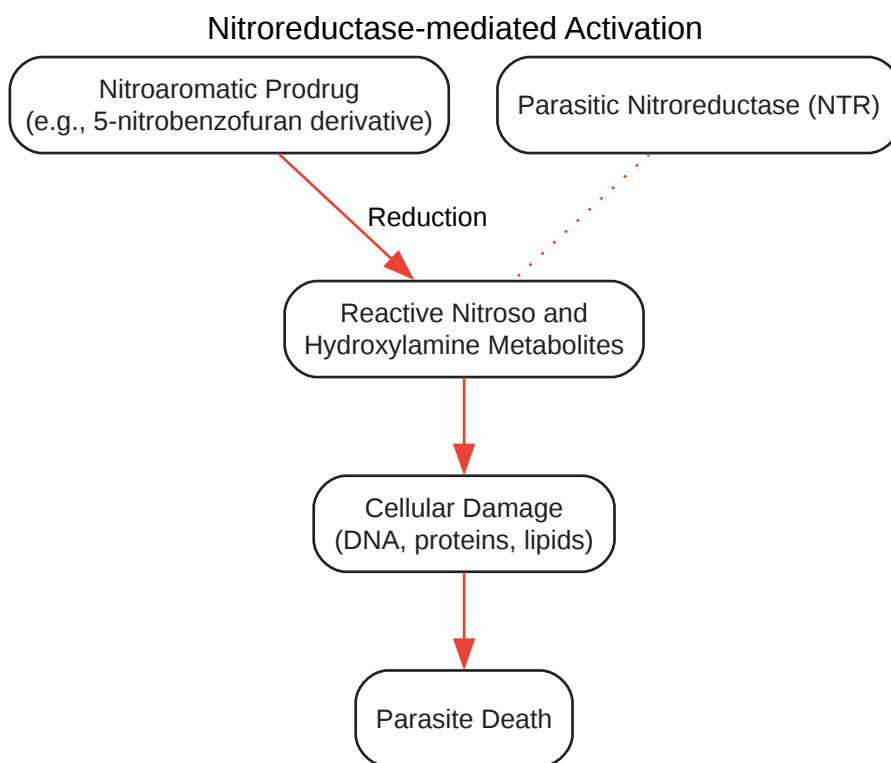 Nitroreductase-mediated Activation
Nitroaromatic Prodrug
(e.g., 5-nitrobenzofuran derivative)
Parasitic Nitroreductase (NTR)
Reduction
Reactive Nitroso and
Hydroxylamine Metabolites
Cellular Damage
(DNA, proteins, lipids)
Parasite Death